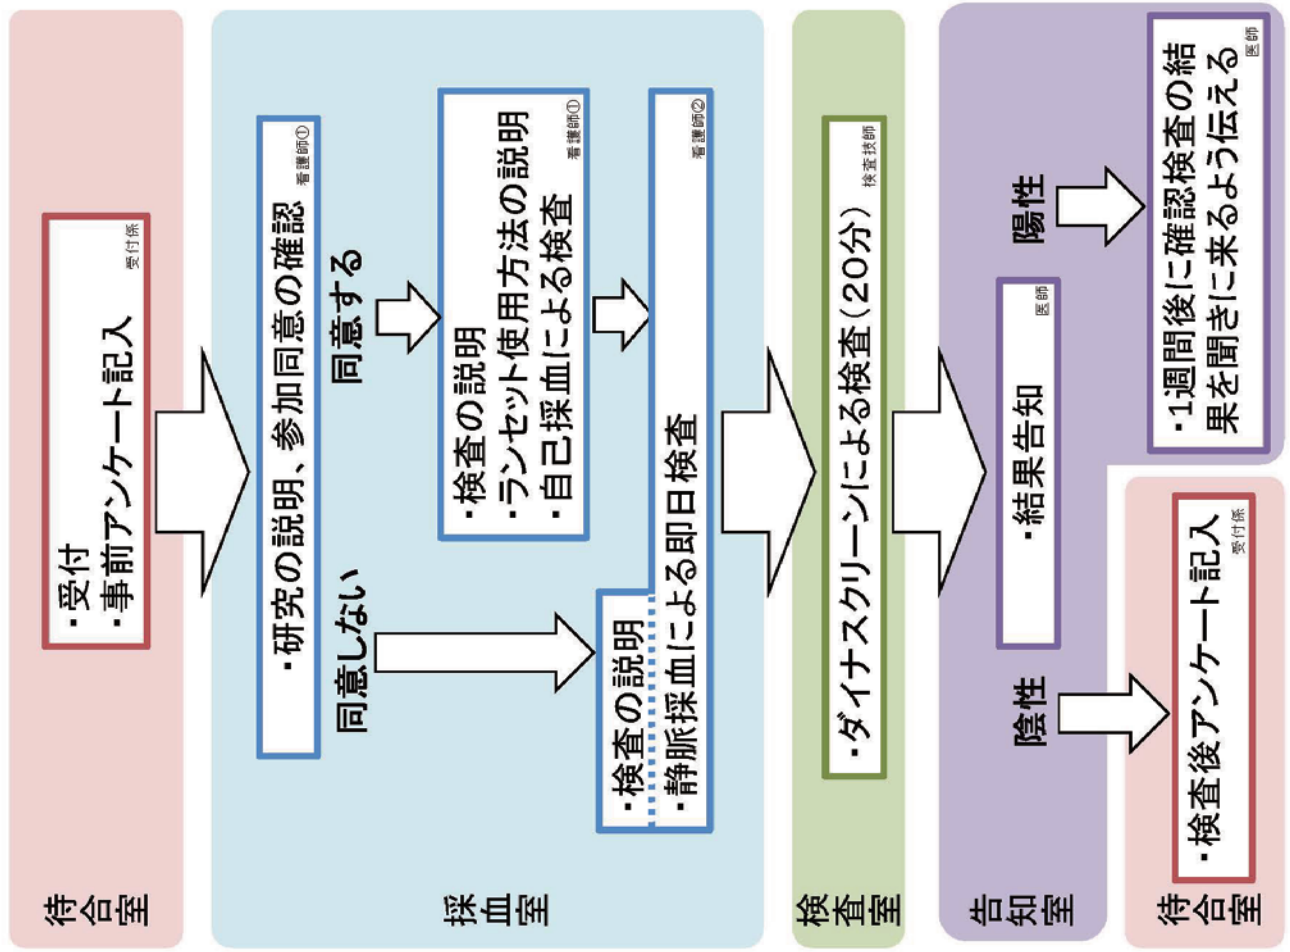 待合室
・受付
・事前アンケート記入
受付係
採血室
・研究の説明、参加同意の確認
看護師①
同意しない
同意する
・検査の説明
・ランセット使用方法の説明
・自己採血による検査
看護師①
・検査の説明
・静脈採血による即日検査
看護師②
検査室
・ダイナスクリーンによる検査(20分)
検査技師
告知室
・結果告知
医師
陰性
陽性
・1週間後に確認検査の結
果を聞きに来るよう伝える
医師
待合室
・検査後アンケート記入
受付係